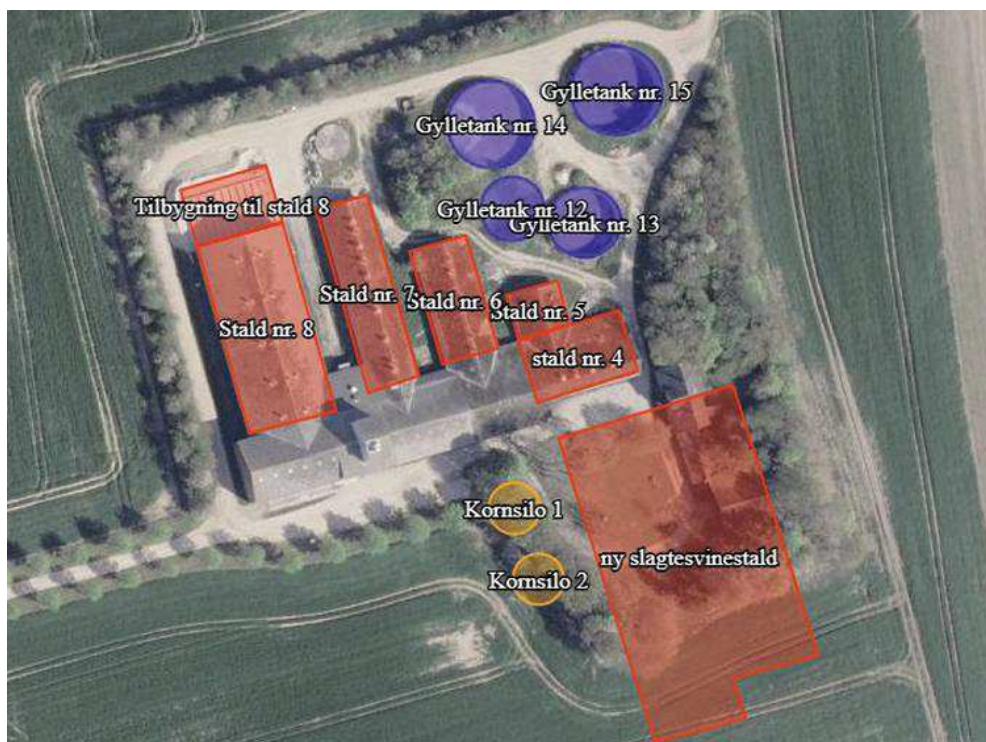 Gylletank nr. 15
Gylletank nr. 14
Tilbygning til stald 8
Gylletank nr. 12
Gylletank nr. 13
Stald nr. 7
Stald nr. 6
Stald nr. 5
Stald nr. 8
stald nr. 4
Kornsilo 1
ny slagtesvinestald
Kornsilo 2